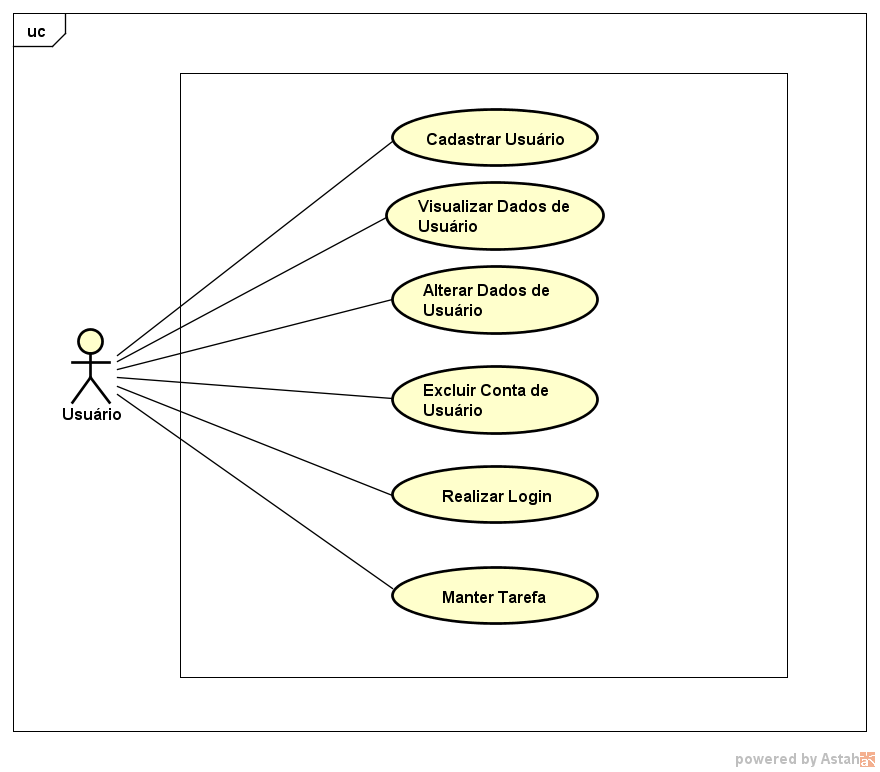 uc
Cadastrar Usuário
Visualizar Dados de
Usuário
Alterar Dados de
Usuário
Excluir Conta de
Usuário
Usuário
Realizar Login
Manter Tarefa
powered by Astah